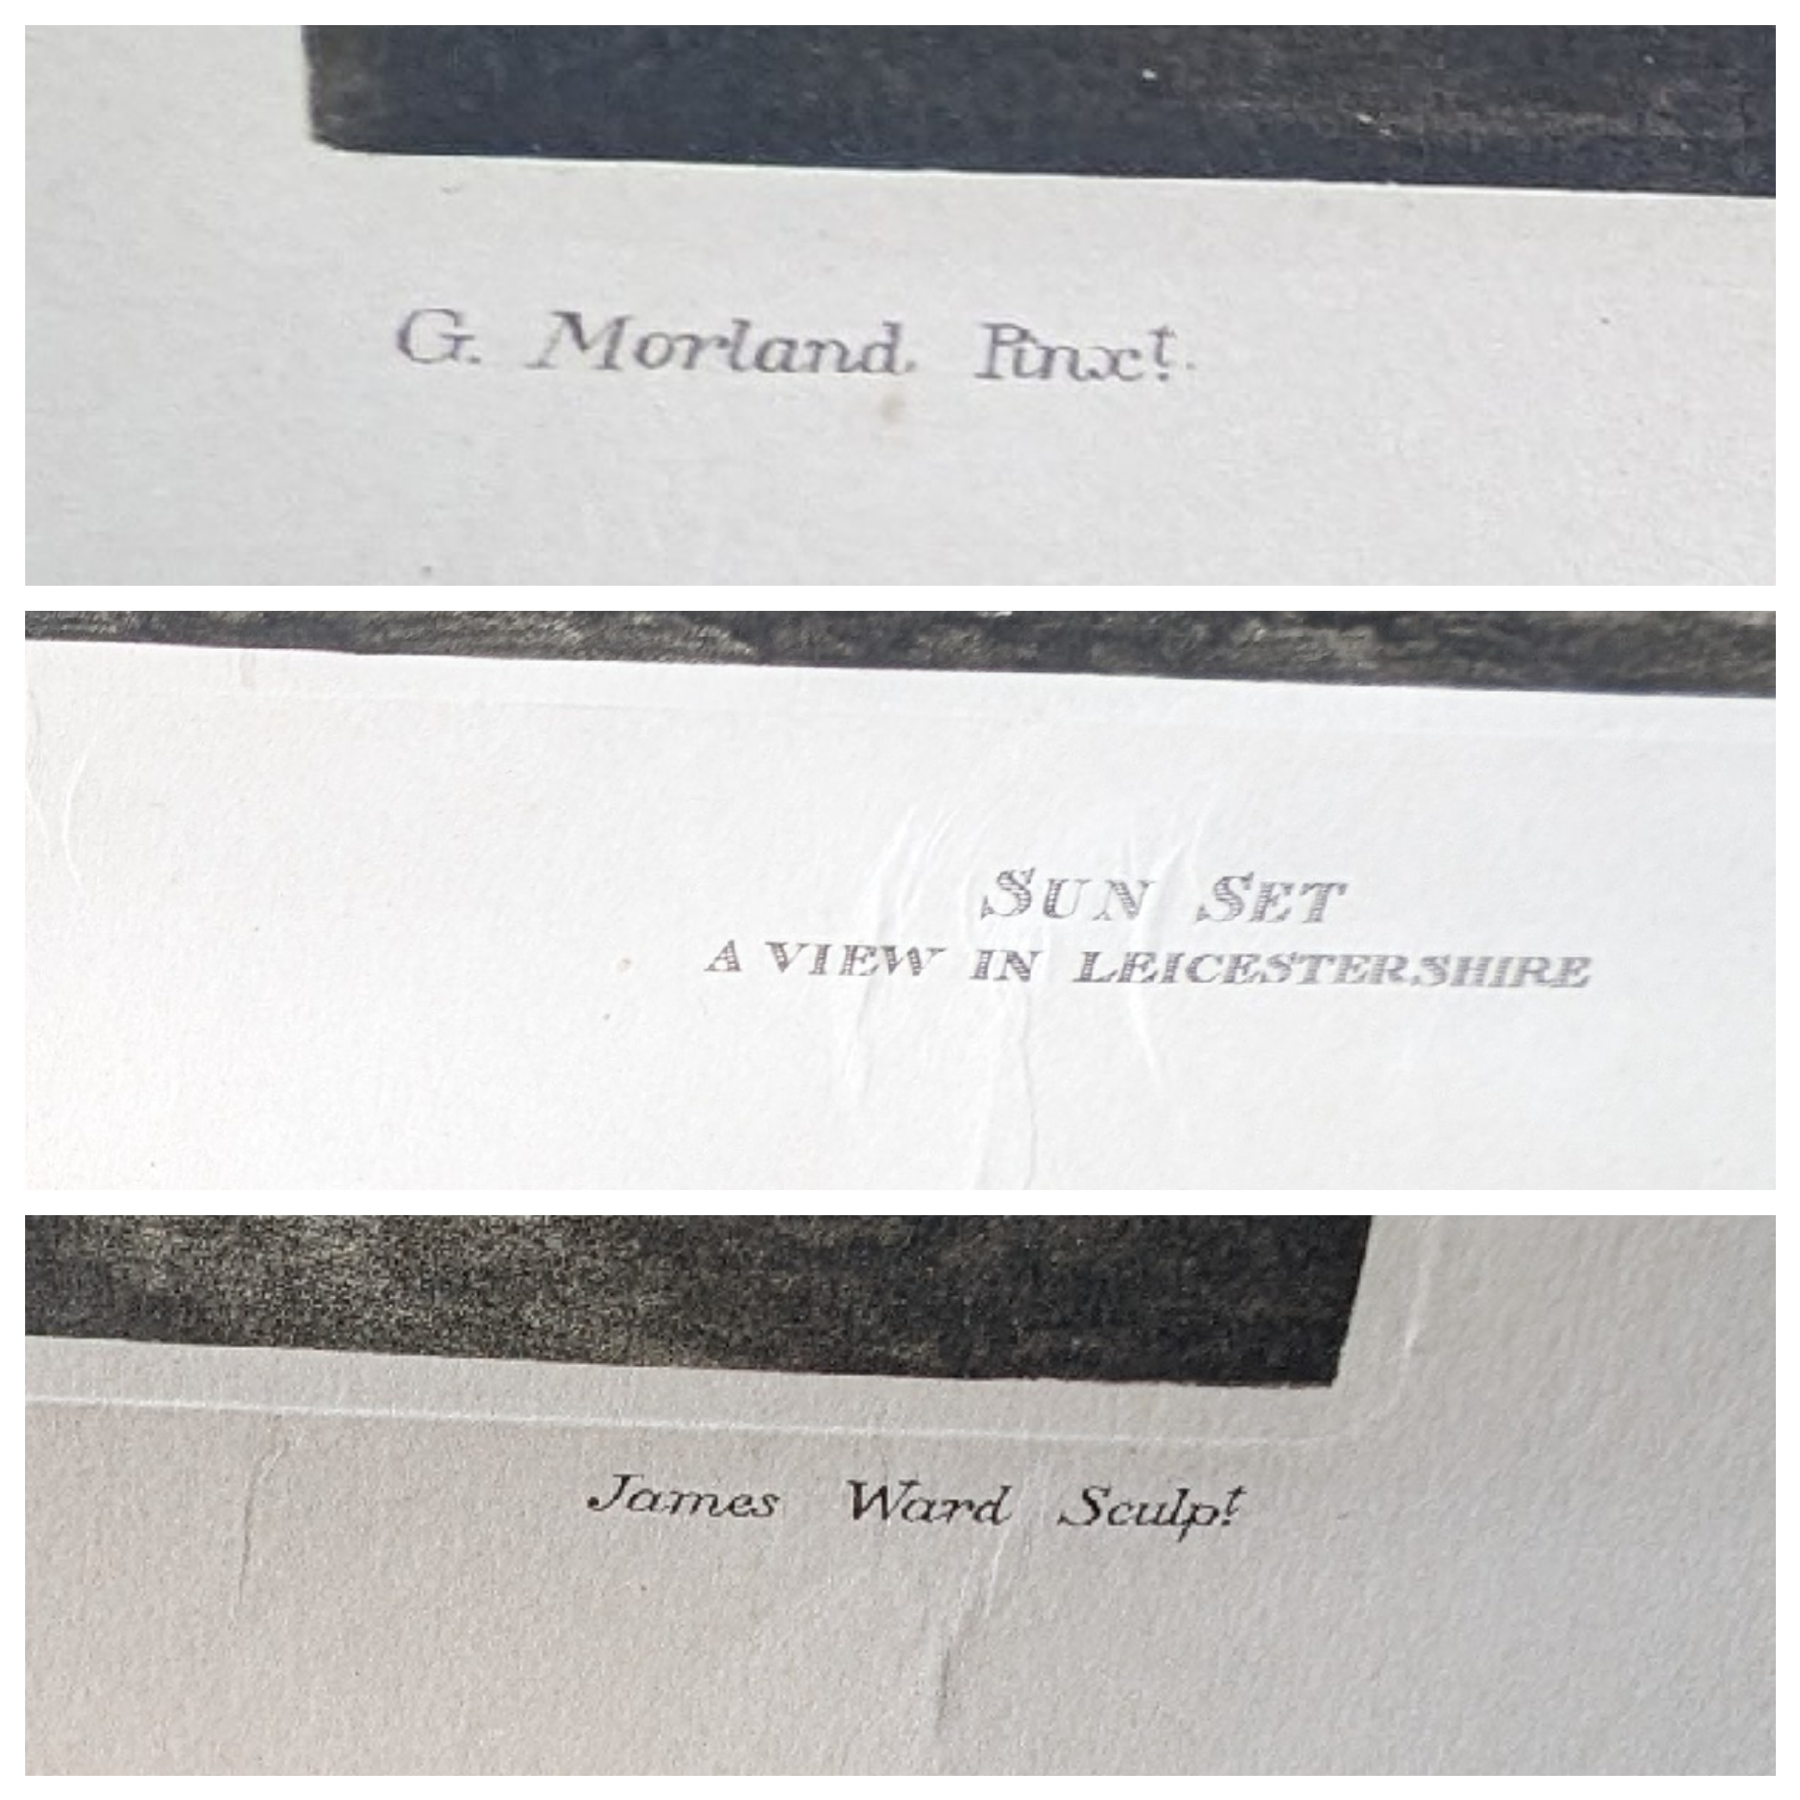 G. Morland. Pinxt.
SUN SET
A VIEW IN LEICESTERSHIRE
James Ward Sculpt